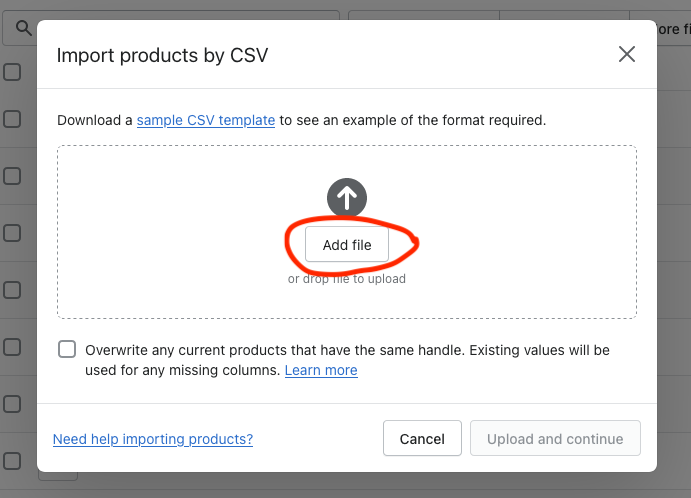 ore fi
Import products by CSV
Download a sample CSV template to see an example of the format required.
Add file
or drop file to upload
Overwrite any current products that have the same handle. Existing values will be
used for any missing columns. Learn more
Need help importing products?
Cancel
Upload and continue